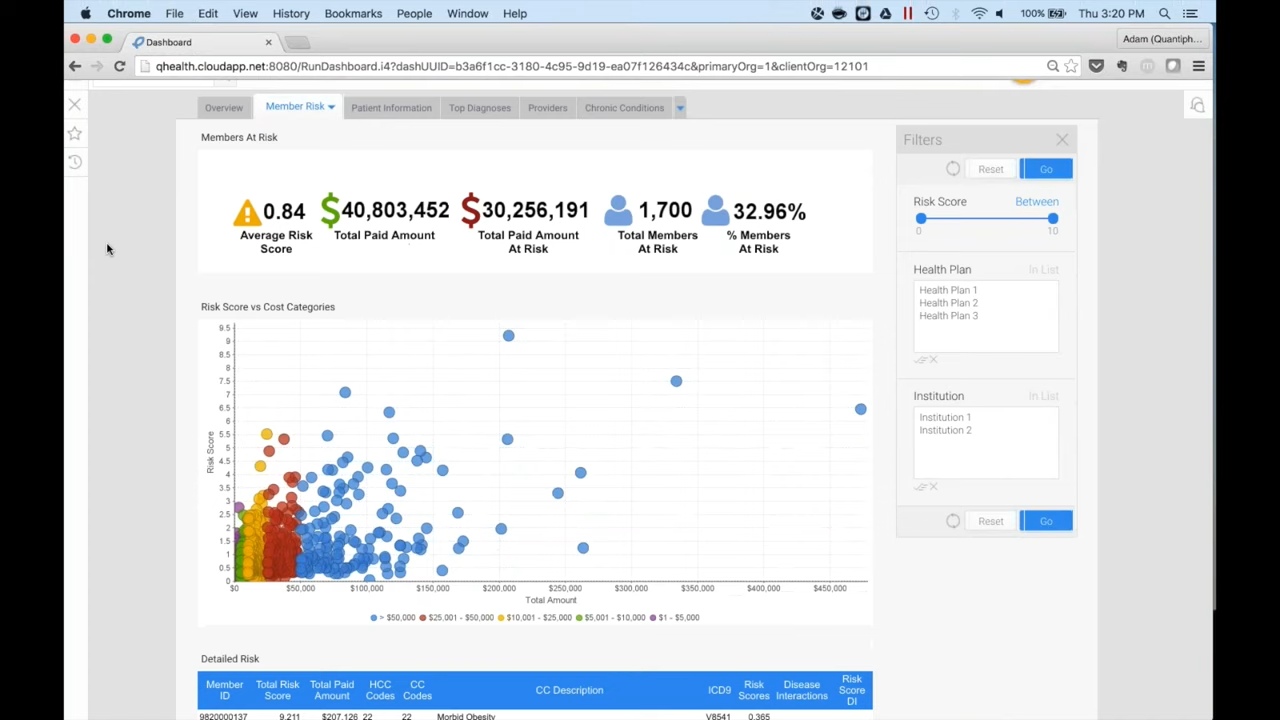 Chrome File Edit View History Bookmarks People Window Help 100% Thu 3:20 PM
Dashboard Adam (Quantiph...
qhealth.cloudapp.net:8080/RunDashboard.i4?dashUUID=b3a6f1cc-3180-4c95-9d19-ea07f126434c&primaryOrg=1&clientOrg=12101
Overview Member Risk Patient Information Top Diagnoses Providers Chronic Conditions
Members At Risk
0.84 $40,803,452 $30,256,191 1,700 32.96%
Average Risk Total Paid Amount Total Paid Amount Total Members % Members
Score At Risk At Risk At Risk
Filters
Reset Go
Risk Score Between
0 10
Health Plan In List
Health Plan 1
Health Plan 2
Health Plan 3
Institution In List
Institution 1
Institution 2
Reset Go
Risk Score vs Cost Categories
9.5
9
8.5
8
7.5
7
6.5
6
5.5
5
4.5
4
3.5
3
2.5
2
1.5
1
0.5
0
Risk Score
$0 $50,000 $100,000 $150,000 $200,000 $250,000 $300,000 $350,000 $400,000 $450,000
Total Amount
> $50,000 $25,001 - $50,000 $10,001 - $25,000 $5,001 - $10,000 $1 - $5,000
Detailed Risk
Member ID Total Risk Score Total Paid Amount HCC Codes CC Codes CC Description ICD9 Risk Scores Disease Interactions Risk Score DI
9820000137 9.211 $207,126 22 22 Morbid Obesity V8541 0.365